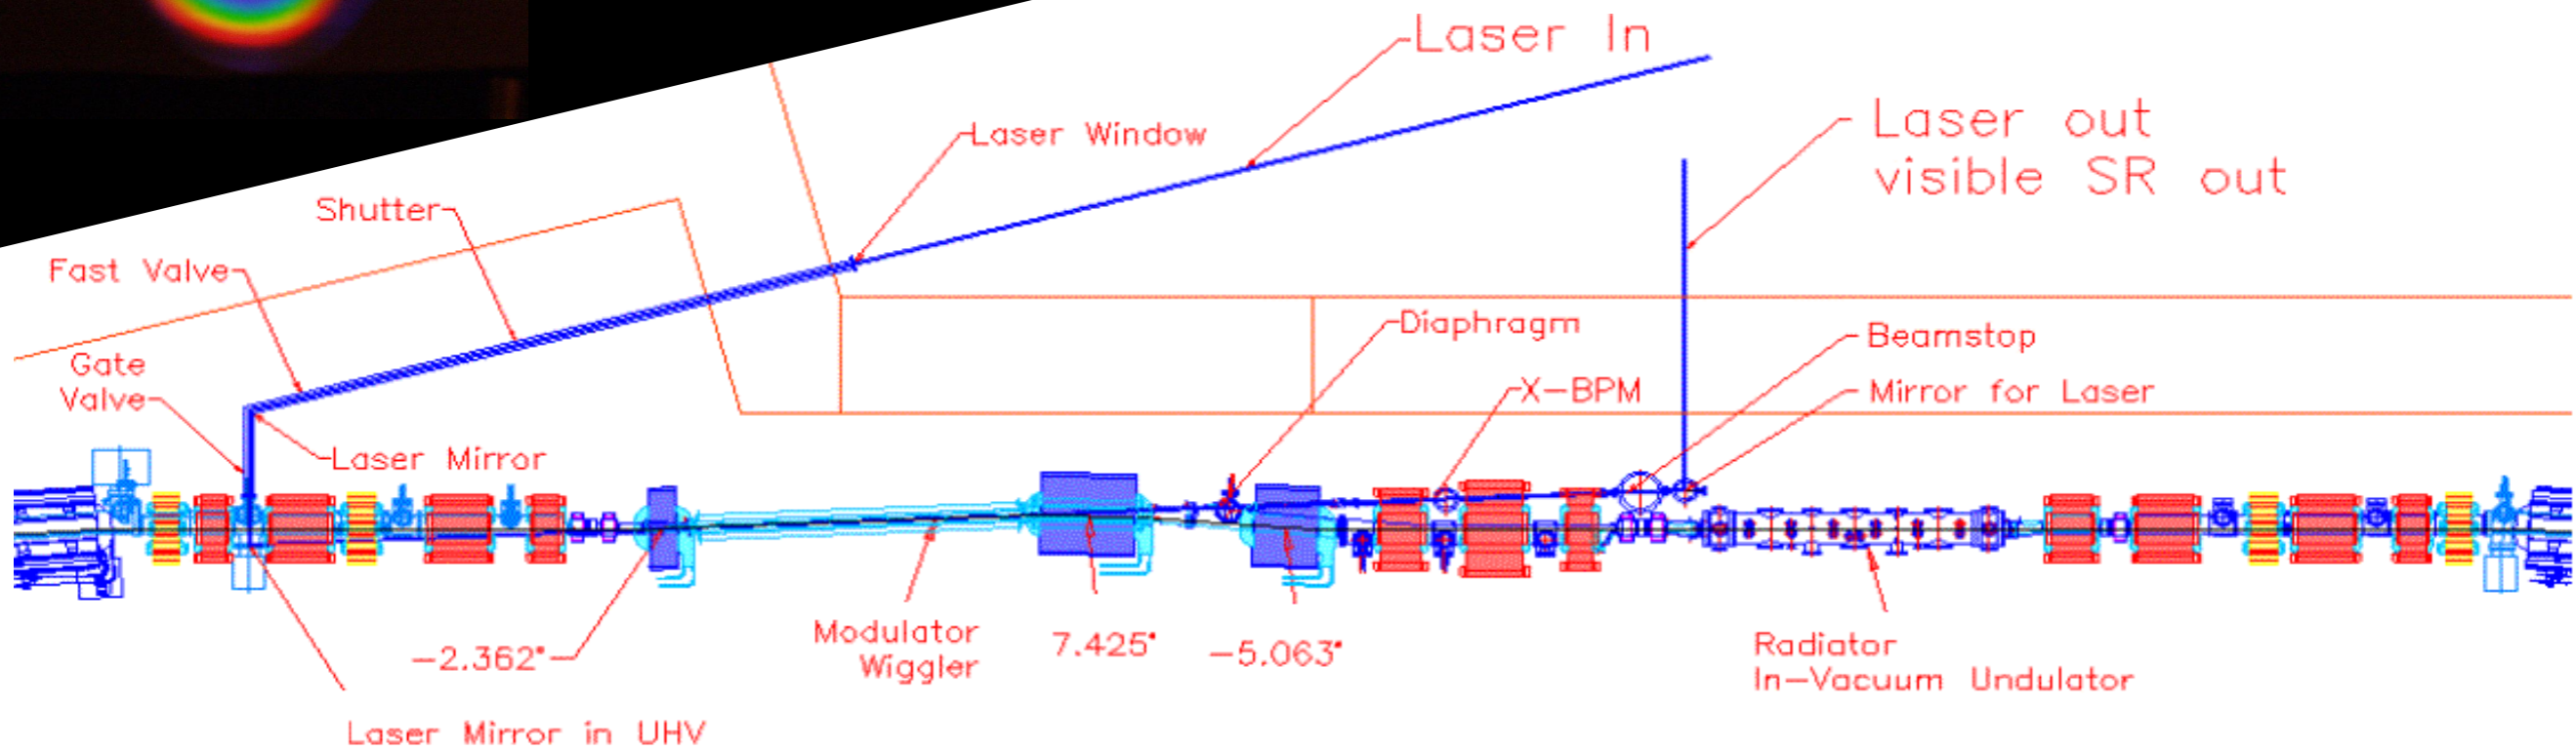 Laser In
Laser out
visible SR out
Laser Window
Shutter
Fast Valve
Gate
Valve
Diaphragm
Beamstop
X-BPM
Mirror for Laser
Laser Mirror
Modulator
Wiggler
7.425°
-5.063°
-2.362°
Radiator
In-Vacuum Undulator
Laser Mirror in UHV